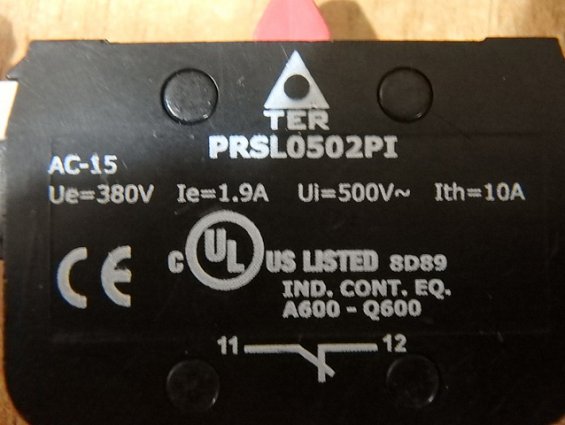 TER
PRSL0502PI
AC-15
Ue=380V Ie=1.9A Ui=500V~ Ith=10A
CE C UL US LISTED 8D89
IND. CONT. EQ.
A600 - Q600
11 12